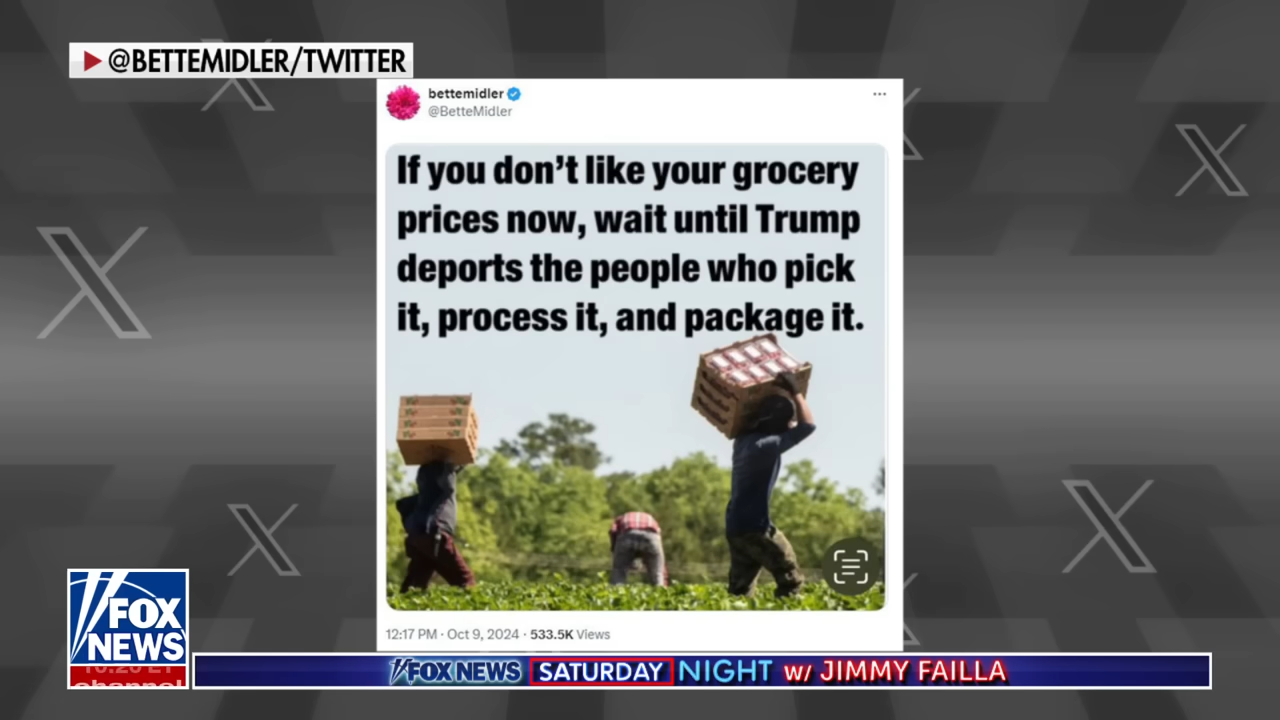 @BETTEMIDLER/TWITTER
bettemidler
@BetteMidler
If you don't like your grocery
prices now, wait until Trump
deports the people who pick
it, process it, and package it.
12:17 PM · Oct 9, 2024 · 533.5K Views
FOX
NEWS
channel
FOX NEWS SATURDAY NIGHT w/ JIMMY FAILLA